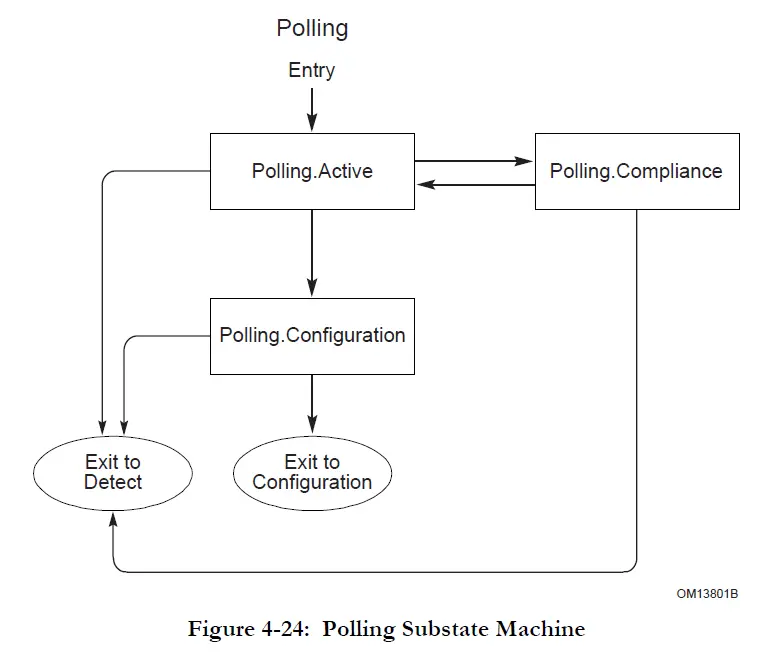 Polling
Entry
Polling.Active
Polling.Compliance
Polling.Configuration
Exit to
Detect
Exit to
Configuration
OM13801B
Figure 4-24: Polling Substate Machine